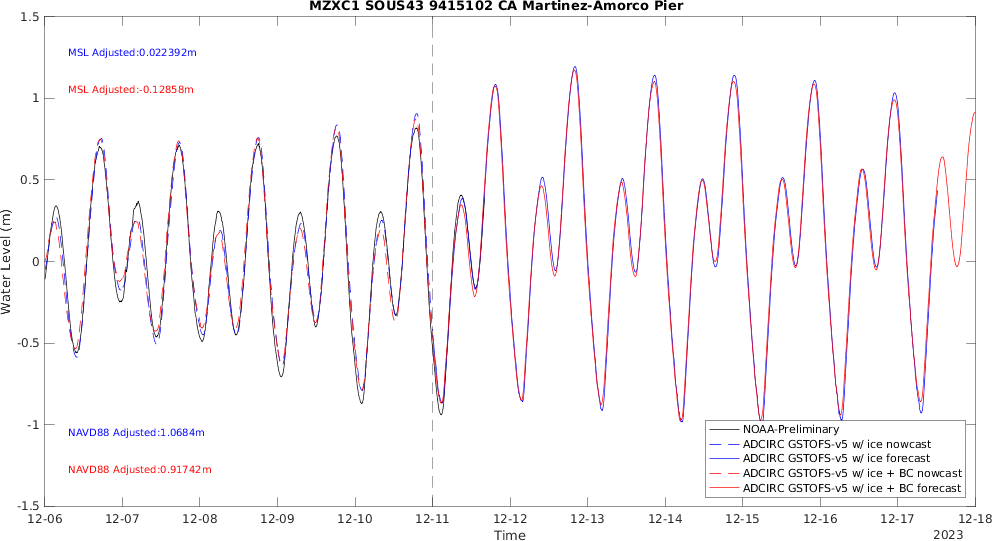 MZXC1 SOUS43 9415102 CA Martinez-Amorco Pier
1.5
MSL Adjusted:0.022392m
MSL Adjusted:-0.12858m
1
0.5
0
-0.5
-1
-1.5
Water Level (m)
NAVD88 Adjusted:1.0684m
NAVD88 Adjusted:0.91742m
NOAA-Preliminary
ADCIRC GSTOFS-v5 w/ ice nowcast
ADCIRC GSTOFS-v5 w/ ice forecast
ADCIRC GSTOFS-v5 w/ ice + BC nowcast
ADCIRC GSTOFS-v5 w/ ice + BC forecast
12-06 12-07 12-08 12-09 12-10 12-11 12-12 12-13 12-14 12-15 12-16 12-17 12-18
Time
2023